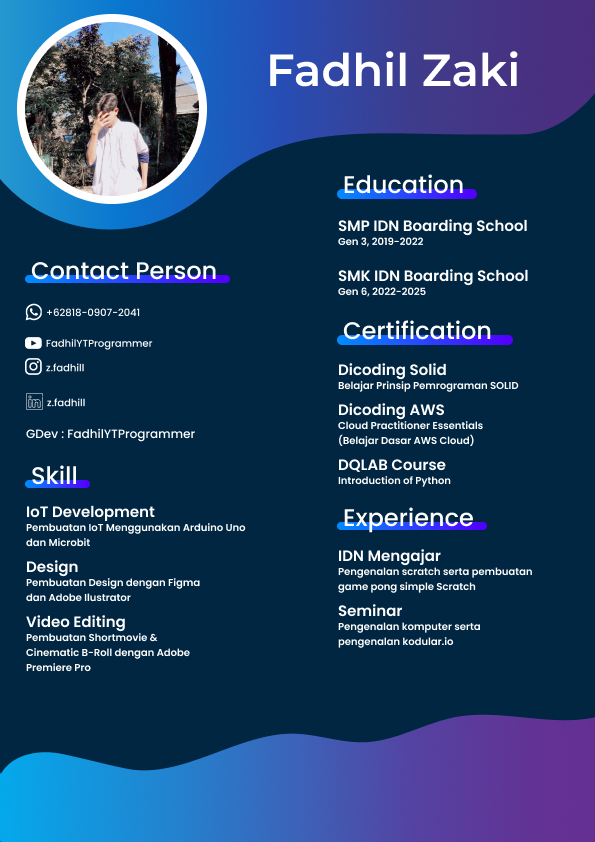 Fadhil Zaki
Contact Person
+62818-0907-2041
FadhilYTProgrammer
z.fadhill
z.fadhill
GDev : FadhilYTProgrammer
Skill
IoT Development
Pembuatan IoT Menggunakan Arduino Uno
dan Microbit
Design
Pembuatan Design dengan Figma
dan Adobe Ilustrator
Video Editing
Pembuatan Shortmovie &
Cinematic B-Roll dengan Adobe
Premiere Pro
Education
SMP IDN Boarding School
Gen 3, 2019-2022
SMK IDN Boarding School
Gen 6, 2022-2025
Certification
Dicoding Solid
Belajar Prinsip Pemrograman SOLID
Dicoding AWS
Cloud Practitioner Essentials
(Belajar Dasar AWS Cloud)
DQLAB Course
Introduction of Python
Experience
IDN Mengajar
Pengenalan scratch serta pembuatan
game pong simple Scratch
Seminar
Pengenalan komputer serta
pengenalan kodular.io